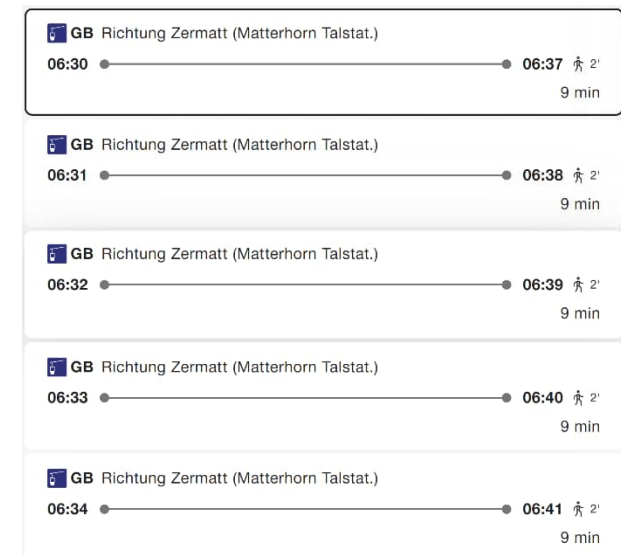 GB Richtung Zermatt (Matterhorn Talstat.)
06:30 06:37 2'
9 min
GB Richtung Zermatt (Matterhorn Talstat.)
06:31 06:38 2'
9 min
GB Richtung Zermatt (Matterhorn Talstat.)
06:32 06:39 2'
9 min
GB Richtung Zermatt (Matterhorn Talstat.)
06:33 06:40 2'
9 min
GB Richtung Zermatt (Matterhorn Talstat.)
06:34 06:41 2'
9 min